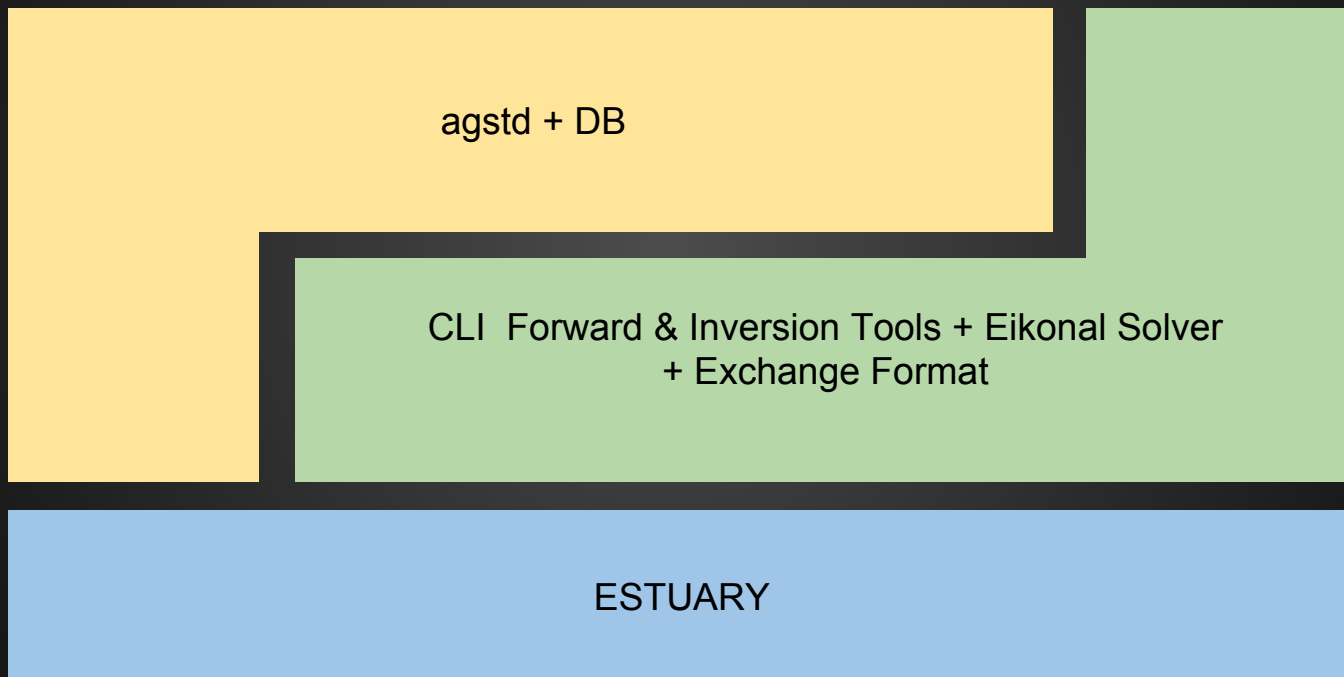 agstd + DB
CLI  Forward & Inversion Tools + Eikonal Solver
+ Exchange Format
ESTUARY